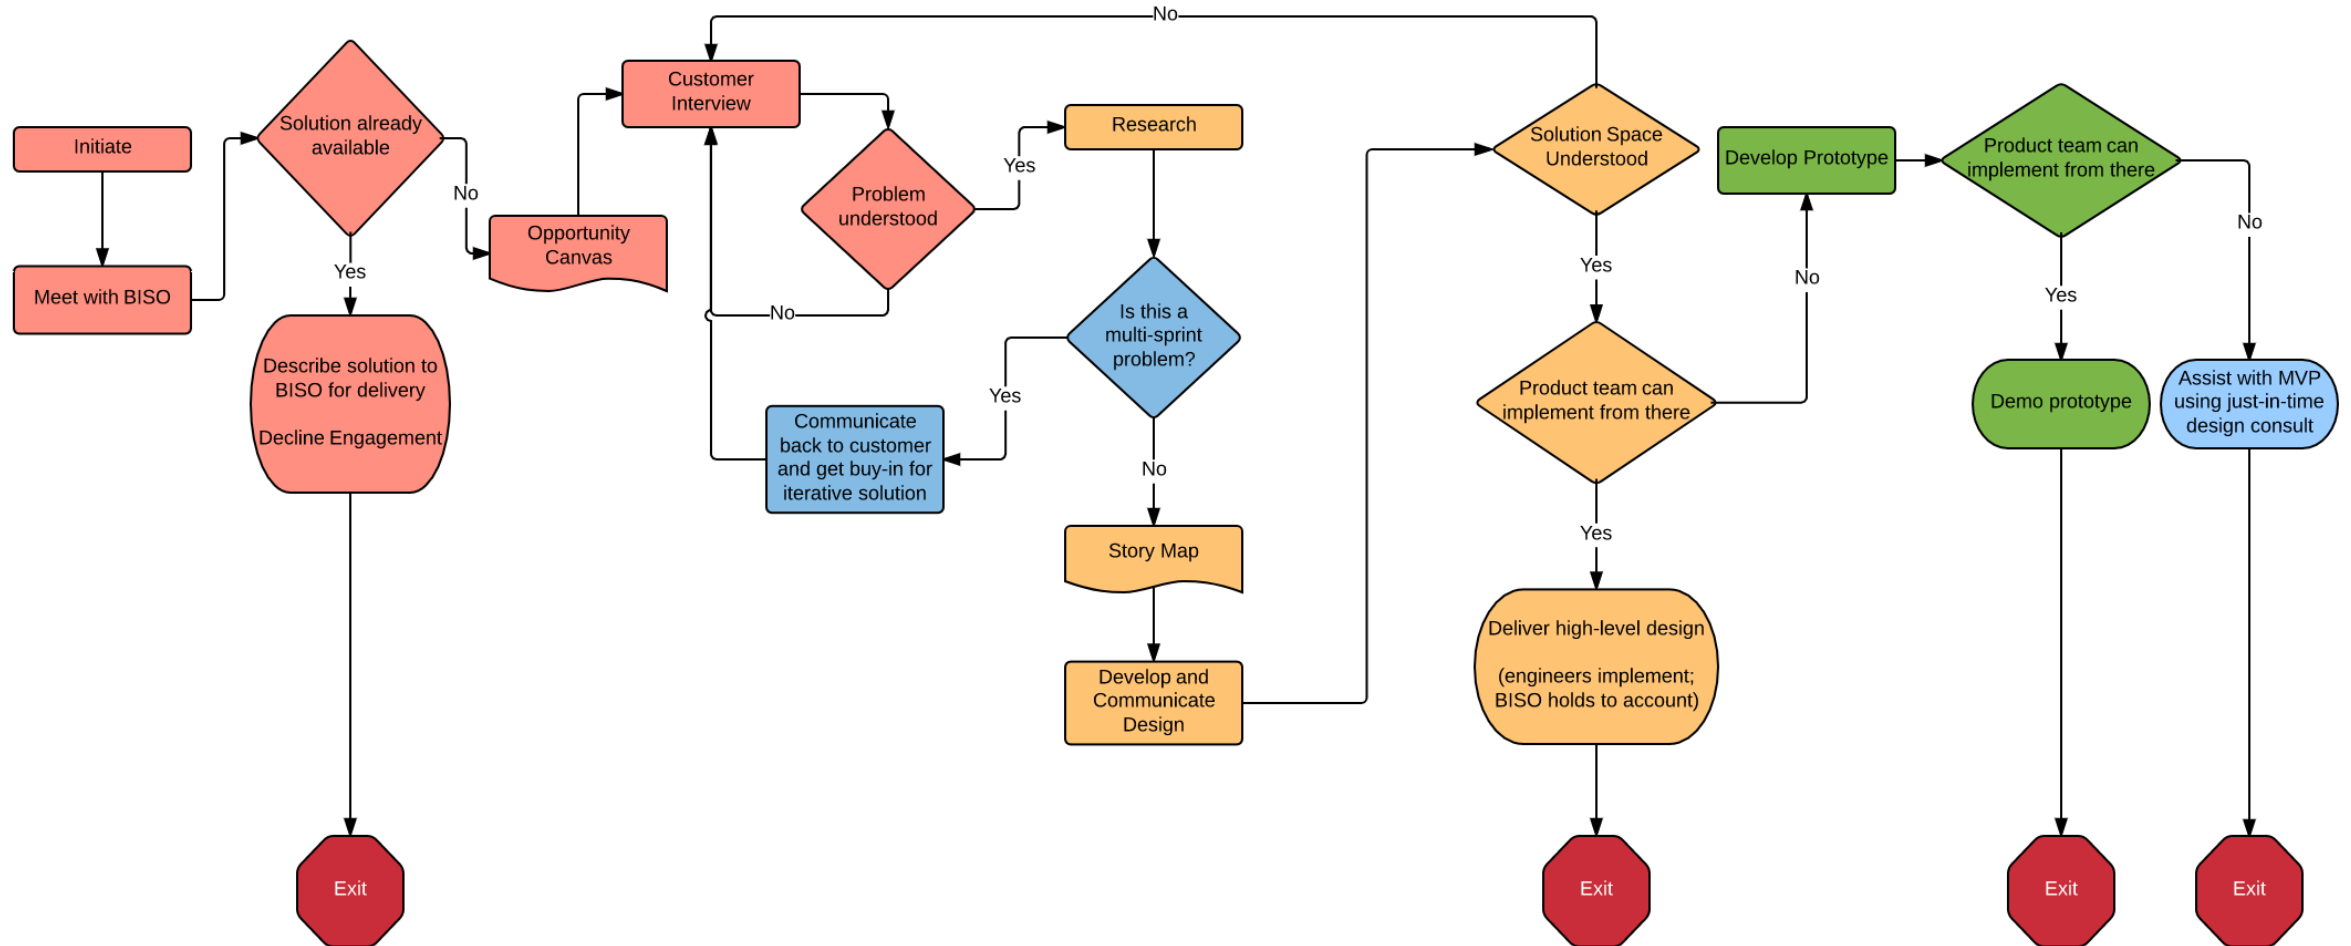 No
Customer
Interview
Solution already
available
Initiate
Research
Solution Space
Understood
Develop Prototype
Product team can
implement from there
Yes
No
Problem
understood
Opportunity
Canvas
No
Yes
Meet with BISO
Yes
No
No
Is this a
multi-sprint
problem?
Yes
Describe solution to
BISO for delivery
Decline Engagement
Yes
Communicate
back to customer
and get buy-in for
iterative solution
Product team can
implement from there
Demo prototype
Assist with MVP
using just-in-time
design consult
No
Yes
Story Map
Deliver high-level design
(engineers implement;
BISO holds to account)
Develop and
Communicate
Design
Exit
Exit
Exit
Exit